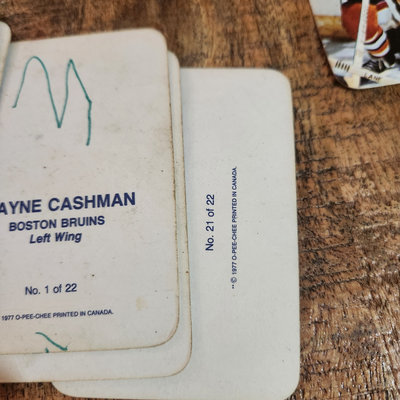 AYNE CASHMAN
BOSTON BRUINS
Left Wing
No. 1 of 22
1977 O-PEE-CHEE PRINTED IN CANADA.
No. 21 of 22
** © 1977 O-PEE-CHEE PRINTED IN CANADA.
LANE